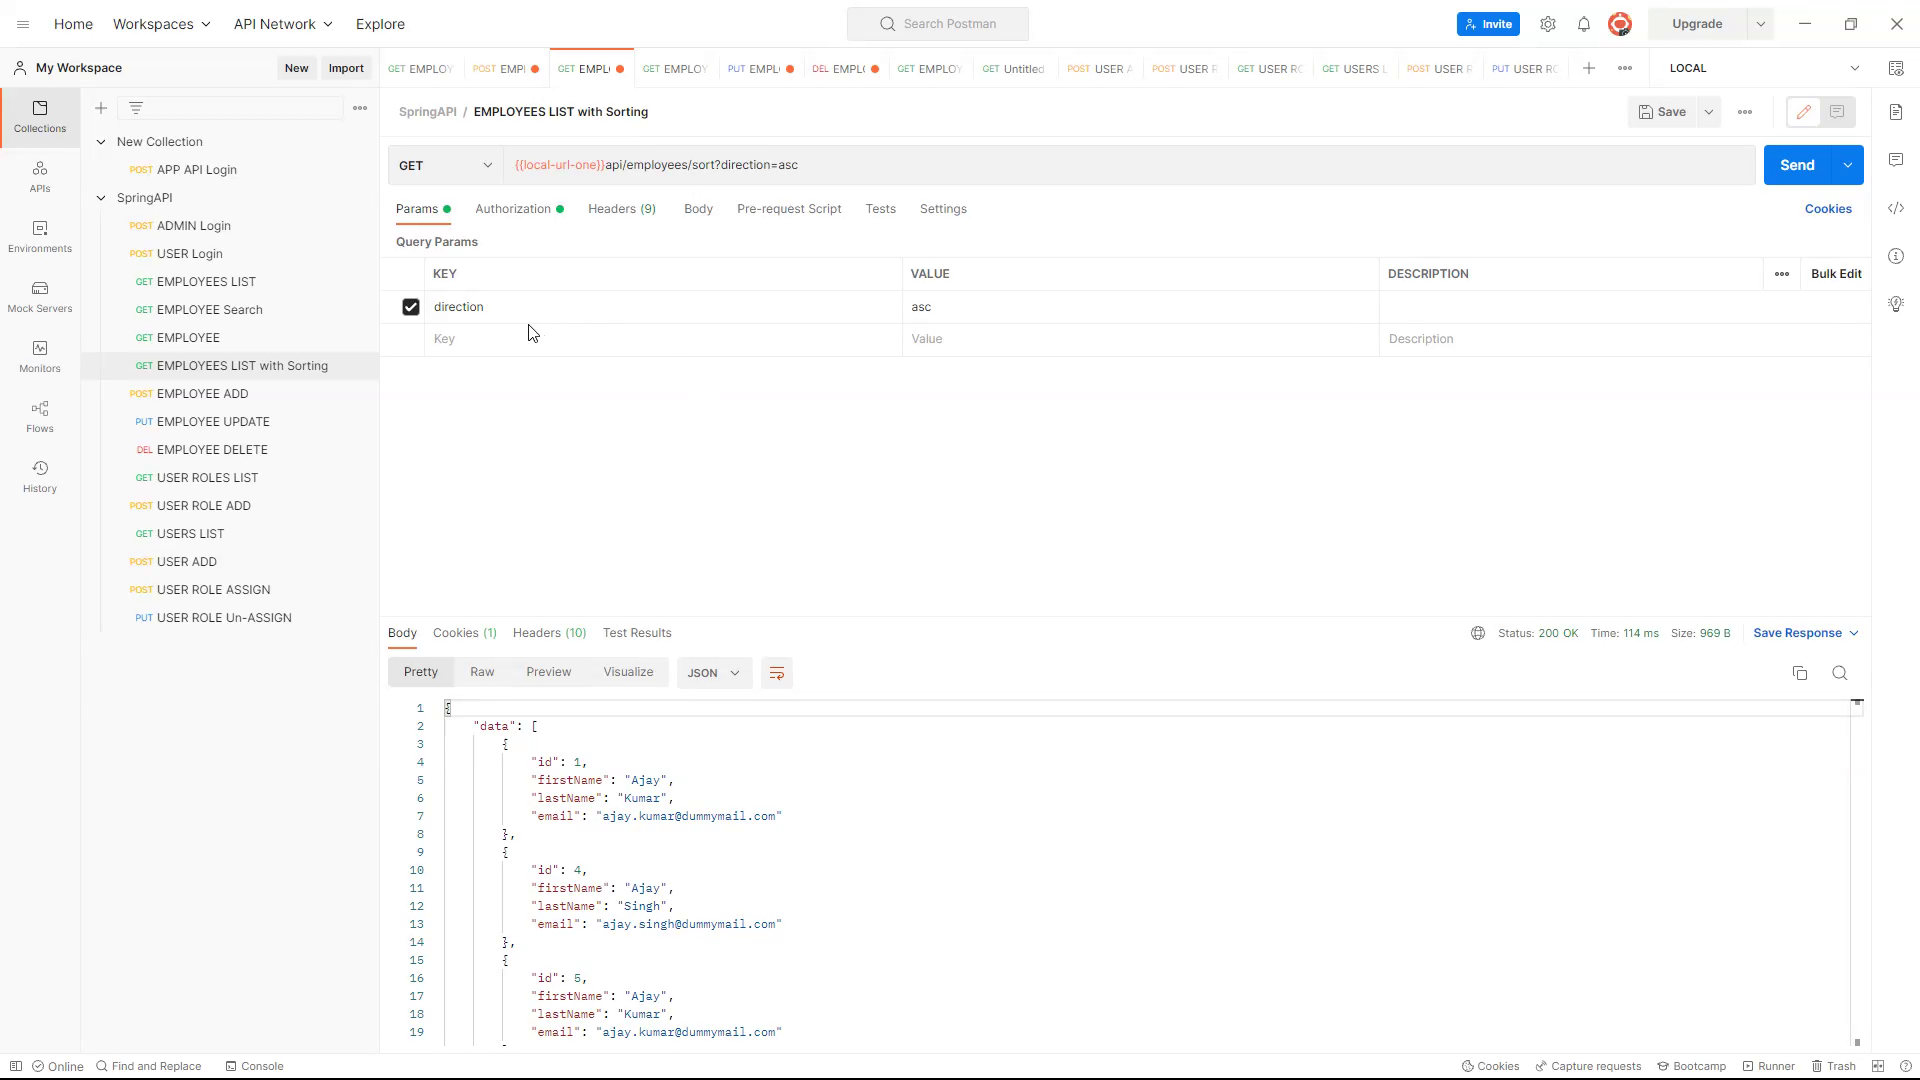 Home Workspaces API Network Explore Search Postman Invite Upgrade
My Workspace New Import GET EMPLOY POST EMPL GET EMPL GET EMPLOY PUT EMPL DEL EMPL GET EMPLOY GET Untitled POST USER A POST USER F GET USER RO GET USERS L POST USER R PUT USER RO LOCAL
SpringAPI / EMPLOYEES LIST with Sorting Save
GET {{local-url-one}}api/employees/sort?direction=asc Send
Params Authorization Headers (9) Body Pre-request Script Tests Settings Cookies
Query Params
KEY VALUE DESCRIPTION Bulk Edit
direction asc
Key Value Description
Collections
APIs
Environments
Mock Servers
Monitors
Flows
History
New Collection
POST APP API Login
SpringAPI
POST ADMIN Login
POST USER Login
GET EMPLOYEES LIST
GET EMPLOYEE Search
GET EMPLOYEE
GET EMPLOYEES LIST with Sorting
POST EMPLOYEE ADD
PUT EMPLOYEE UPDATE
DEL EMPLOYEE DELETE
GET USER ROLES LIST
POST USER ROLE ADD
GET USERS LIST
POST USER ADD
POST USER ROLE ASSIGN
PUT USER ROLE Un-ASSIGN
Body Cookies (1) Headers (10) Test Results Status: 200 OK Time: 114 ms Size: 969 B Save Response
Pretty Raw Preview Visualize JSON
1 {
2 "data": [
3 {
4 "id": 1,
5 "firstName": "Ajay",
6 "lastName": "Kumar",
7 "email": "ajay.kumar@dummymail.com"
8 },
9 {
10 "id": 4,
11 "firstName": "Ajay",
12 "lastName": "Singh",
13 "email": "ajay.singh@dummymail.com"
14 },
15 {
16 "id": 5,
17 "firstName": "Ajay",
18 "lastName": "Kumar",
19 "email": "ajay.kumar@dummymail.com"
Online Find and Replace Console Cookies Capture requests Bootcamp Runner Trash